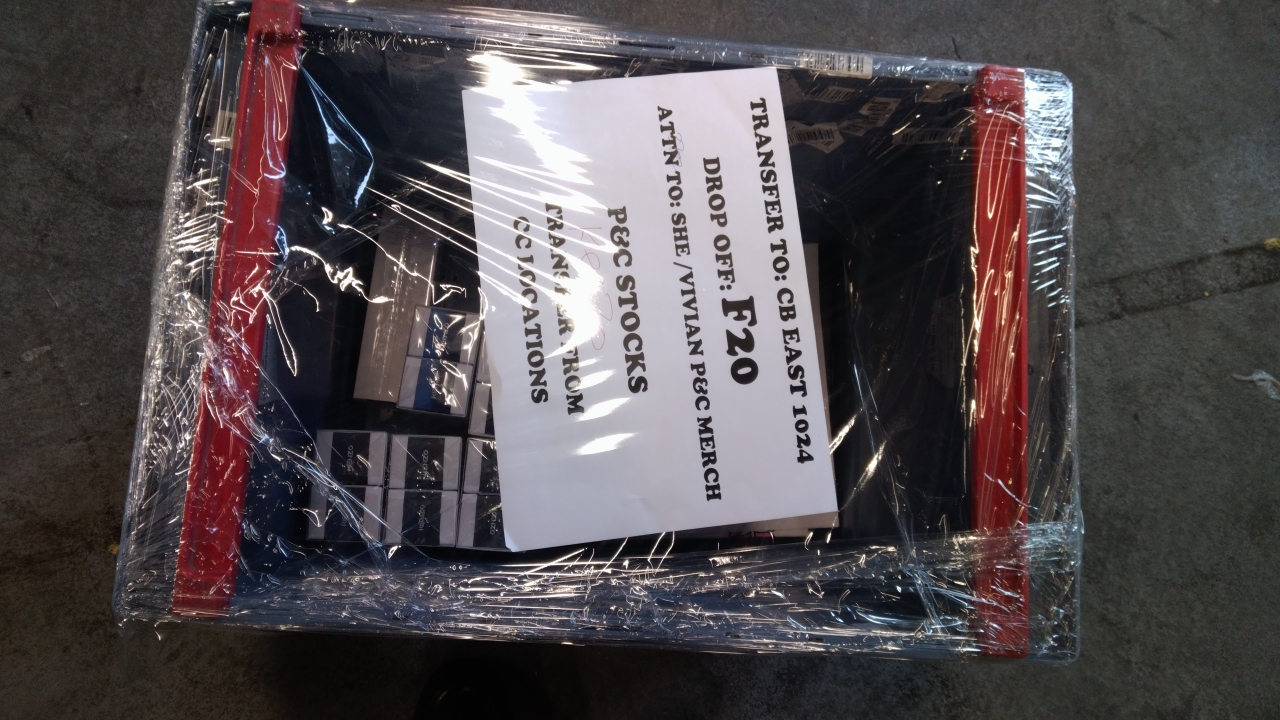 TRANSFER TO: CB EAST 1024
DROP OFF: F20
ATTN TO: SHE /VIVIAN P&C MERCH
P&C STOCKS
TRANSFER FROM
CC LOCATIONS